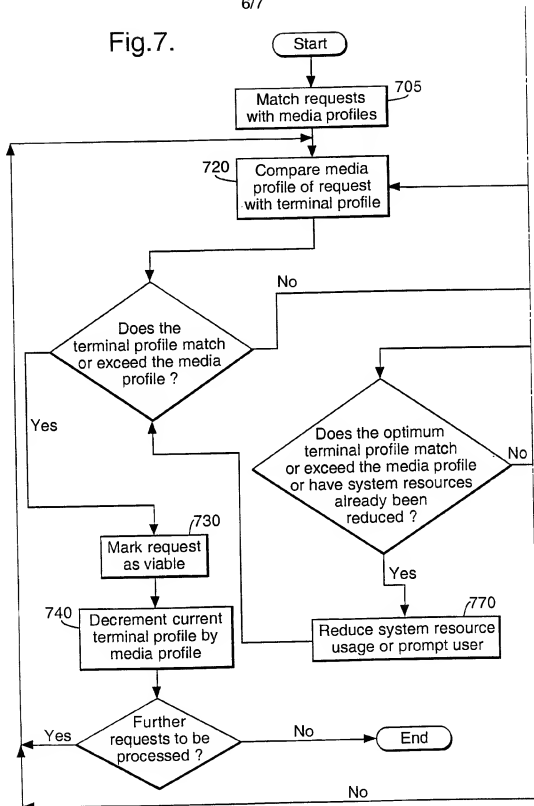 6/7
Fig.7.
Start
705
Match requests
with media profiles
720
Compare media
profile of request
with terminal profile
No
Does the
terminal profile match
or exceed the media
profile ?
Yes
Does the optimum
terminal profile match
or exceed the media profile
or have system resources
already been
reduced ?
No
730
Mark request
as viable
Yes
740
Decrement current
terminal profile by
media profile
770
Reduce system resource
usage or prompt user
Further
requests to be
processed ?
Yes
No
End
No